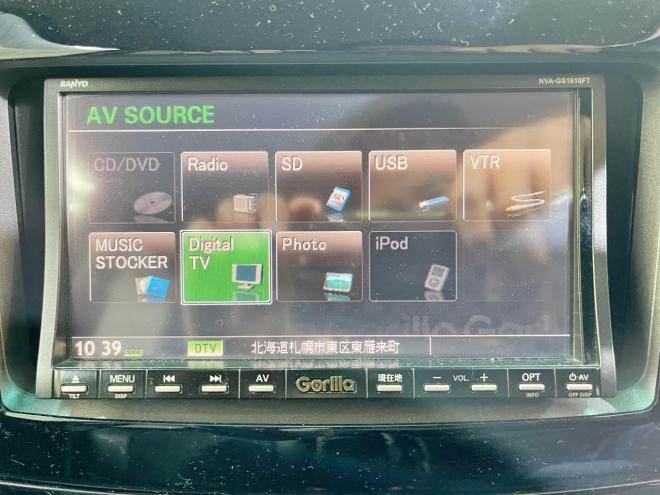 SANYO
NVA-GS1610FT
AV SOURCE
CD/DVD
Radio
SD
USB
VTR
MUSIC
STOCKER
Digital
TV
Photo
iPod
10 39
DTV
北海道札幌市東区東雁来町
MENU
AV
Gorilla
現在地
VOL.
OPT
AV
TILT
DISP
INFO
OFF DISP